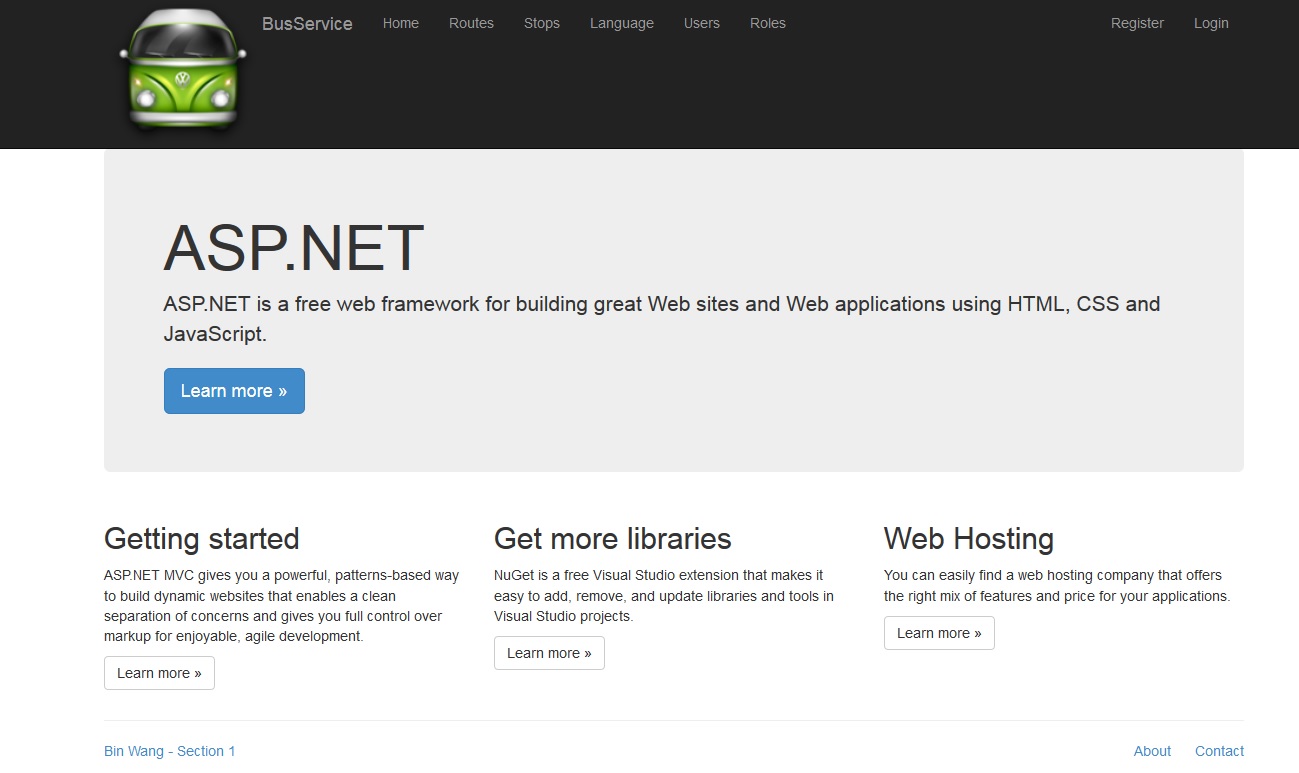 BusService Home Routes Stops Language Users Roles Register Login
ASP.NET
ASP.NET is a free web framework for building great Web sites and Web applications using HTML, CSS and
JavaScript.
Learn more »
Getting started
ASP.NET MVC gives you a powerful, patterns-based way
to build dynamic websites that enables a clean
separation of concerns and gives you full control over
markup for enjoyable, agile development.
Learn more »
Get more libraries
NuGet is a free Visual Studio extension that makes it
easy to add, remove, and update libraries and tools in
Visual Studio projects.
Learn more »
Web Hosting
You can easily find a web hosting company that offers
the right mix of features and price for your applications.
Learn more »
Bin Wang - Section 1 About Contact